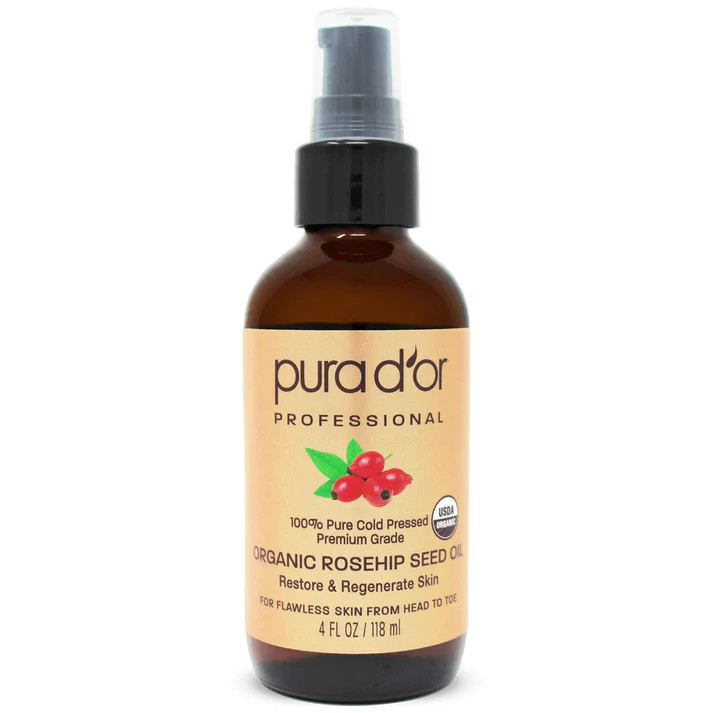 pura d'or
PROFESSIONAL
100% Pure Cold Pressed
Premium Grade
USDA
ORGANIC
ORGANIC ROSEHIP SEED OIL
Restore & Regenerate Skin
FOR FLAWLESS SKIN FROM HEAD TO TOE
4 FL OZ / 118 ml